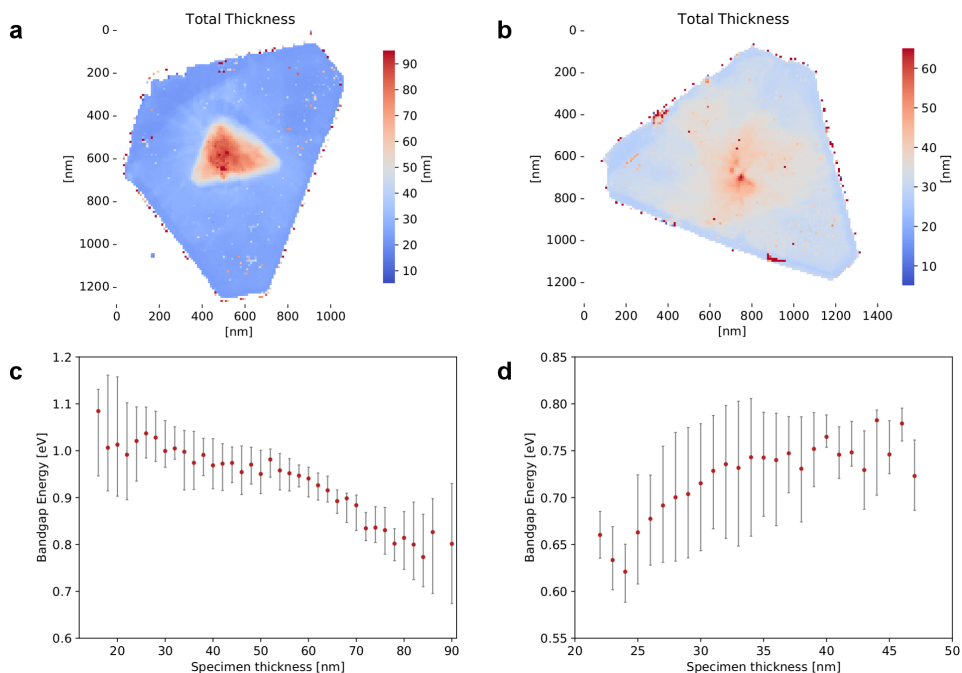 a
Total Thickness
0
200
400
600
800
1000
1200
[nm]
0 200 400 600 800 1000
[nm]
90
80
70
60
50
40
30
20
10
[nm]
b
Total Thickness
0
200
400
600
800
1000
1200
[nm]
0 200 400 600 800 1000 1200 1400
[nm]
60
50
40
30
20
10
[nm]
c
1.2
1.1
1.0
0.9
0.8
0.7
0.6
Bandgap Energy [eV]
20 30 40 50 60 70 80 90
Specimen thickness [nm]
d
0.85
0.80
0.75
0.70
0.65
0.60
0.55
Bandgap Energy [eV]
20 25 30 35 40 45 50
Specimen thickness [nm]